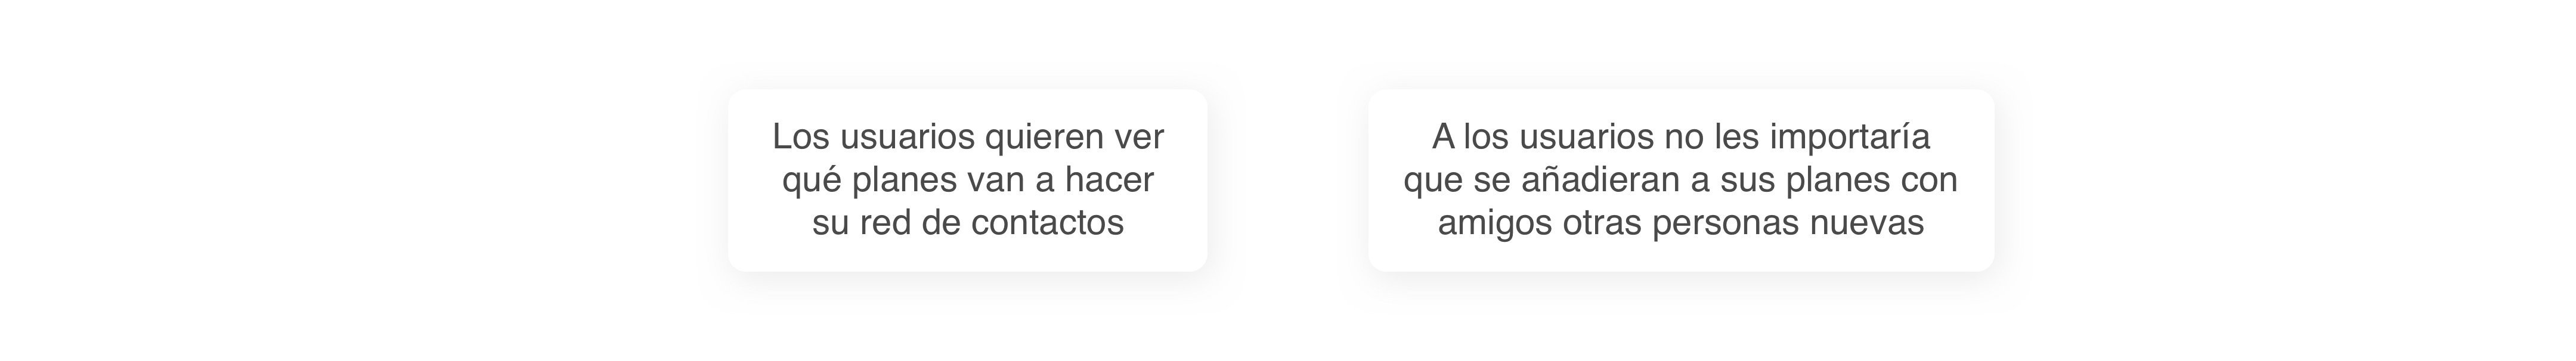 Los usuarios quieren ver
qué planes van a hacer
su red de contactos
A los usuarios no les importaría
que se añadieran a sus planes con
amigos otras personas nuevas